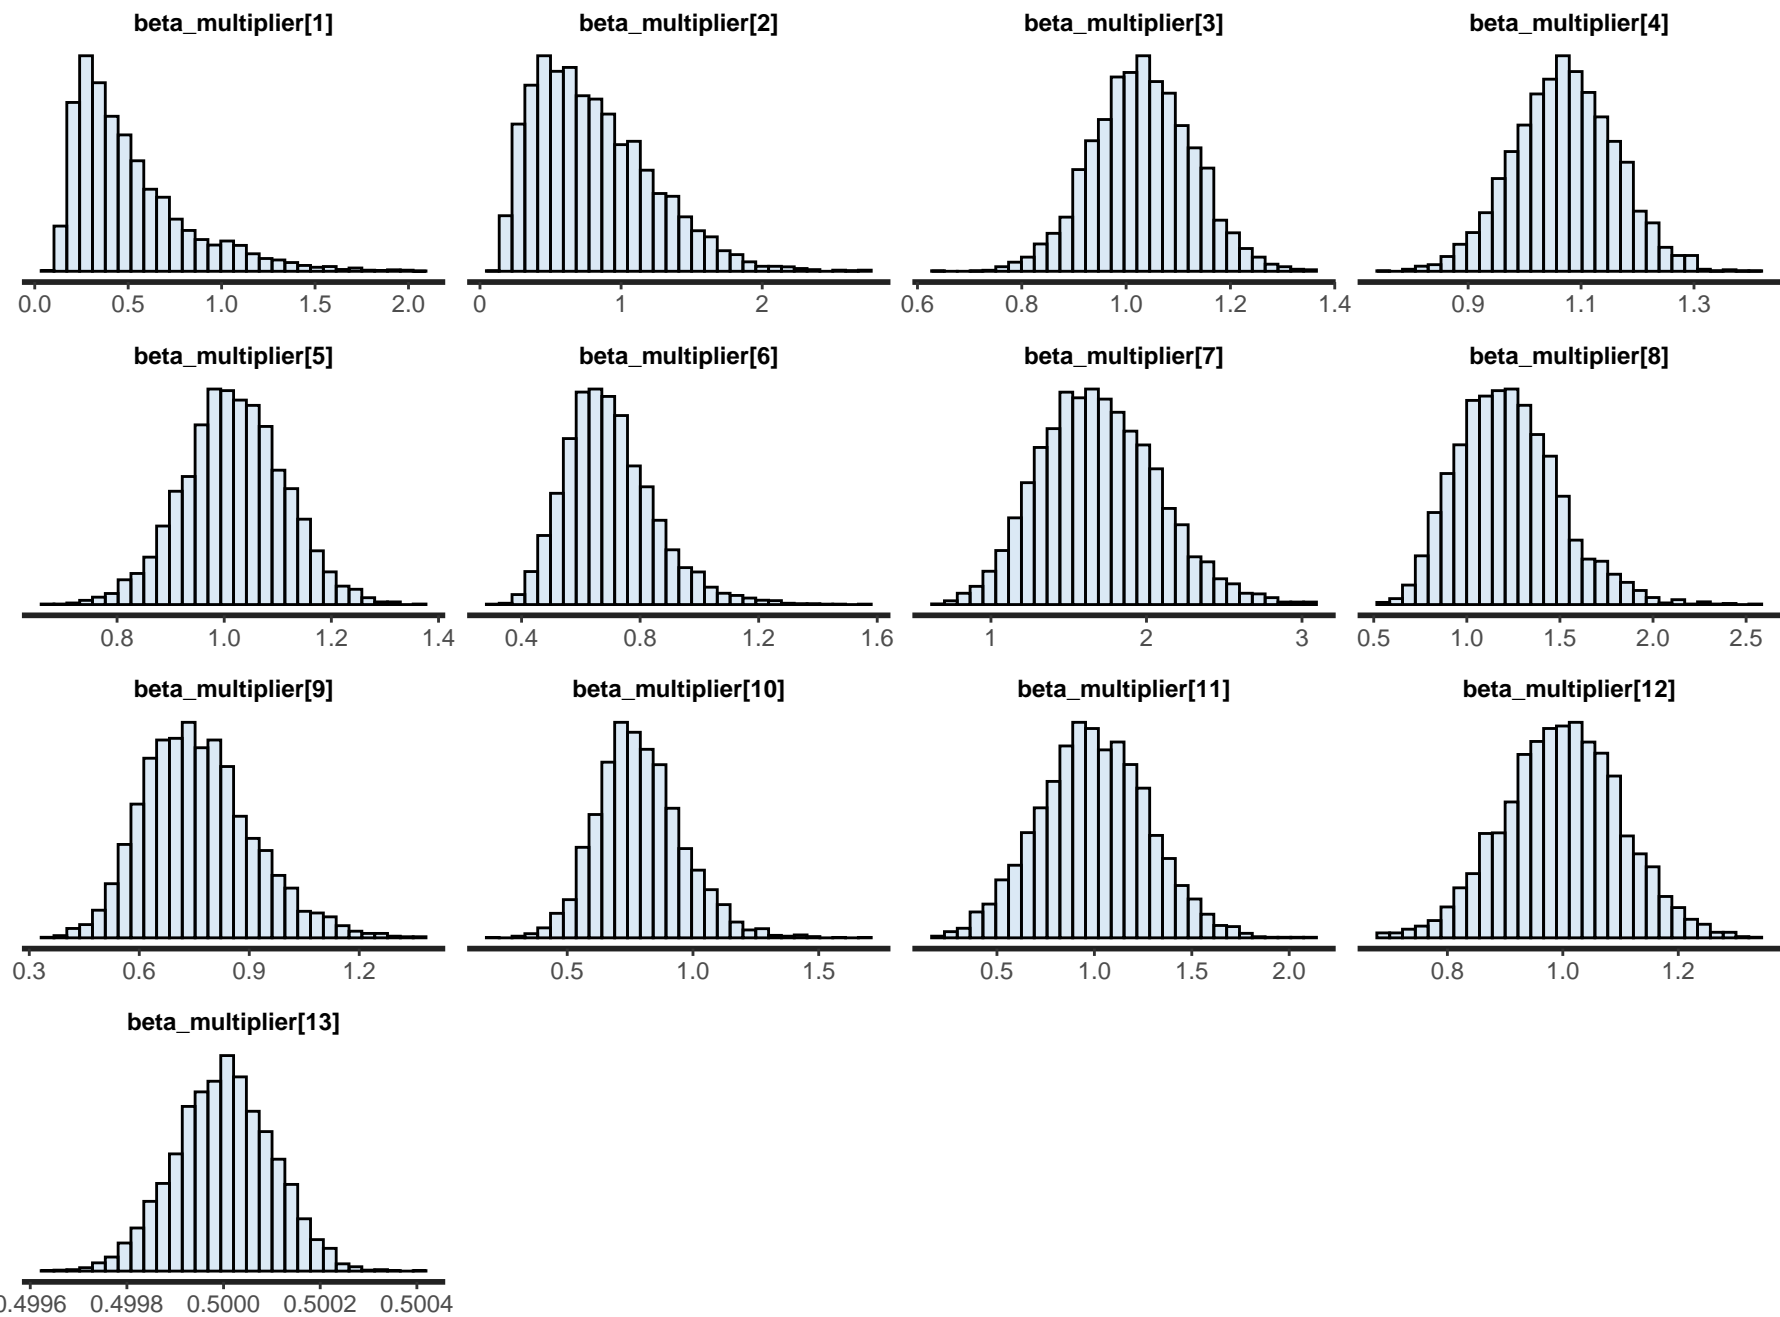 beta_multiplier[1] beta_multiplier[2] beta_multiplier[3] beta_multiplier[4]
0.0 0.5 1.0 1.5 2.0 0 1 2 0.6 0.8 1.0 1.2 1.4 0.9 1.1 1.3
beta_multiplier[5] beta_multiplier[6] beta_multiplier[7] beta_multiplier[8]
0.8 1.0 1.2 1.4 0.4 0.8 1.2 1.6 1 2 3 0.5 1.0 1.5 2.0 2.5
beta_multiplier[9] beta_multiplier[10] beta_multiplier[11] beta_multiplier[12]
0.3 0.6 0.9 1.2 0.5 1.0 1.5 0.5 1.0 1.5 2.0 0.8 1.0 1.2
beta_multiplier[13]
0.4996 0.4998 0.5000 0.5002 0.5004